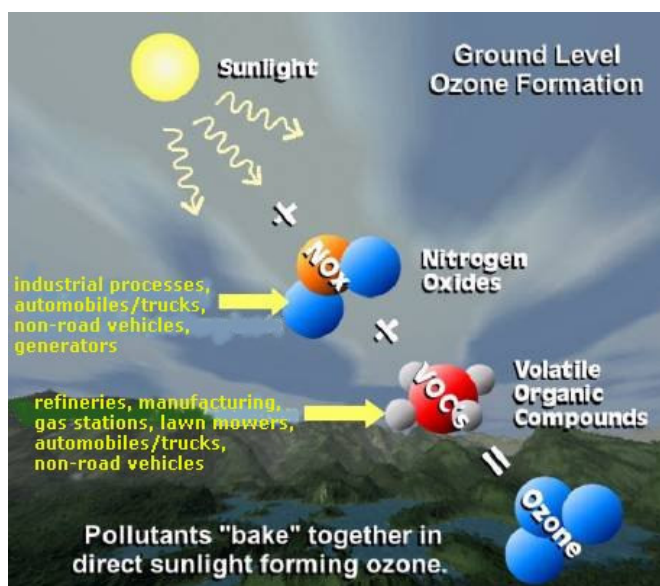 Sunlight
Ground Level
Ozone Formation
+
NOx
Nitrogen
Oxides
industrial processes,
automobiles/trucks,
non-road vehicles,
generators
+
VOCs
Volatile
Organic
Compounds
refineries, manufacturing,
gas stations, lawn mowers,
automobiles/trucks,
non-road vehicles
=
Ozone
Pollutants "bake" together in
direct sunlight forming ozone.